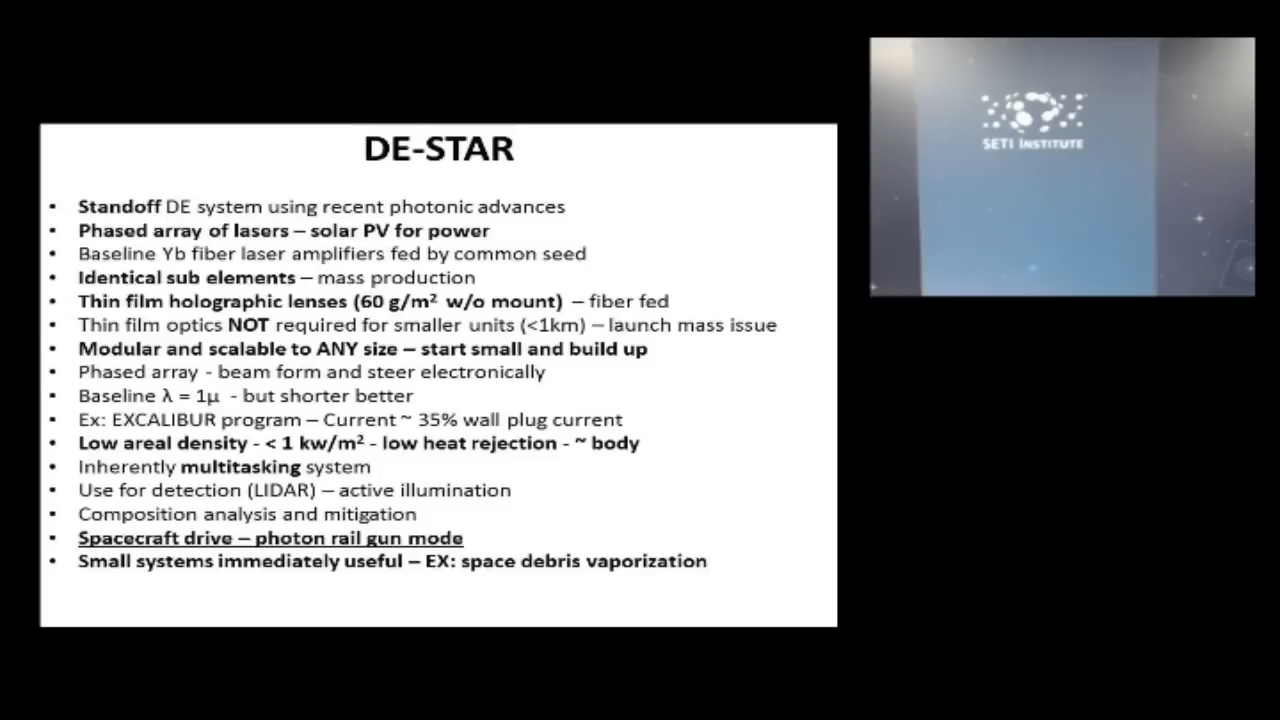 DE-STAR
• Standoff DE system using recent photonic advances
• Phased array of lasers – solar PV for power
• Baseline Yb fiber laser amplifiers fed by common seed
• Identical sub elements – mass production
• Thin film holographic lenses (60 g/m² w/o mount) – fiber fed
• Thin film optics NOT required for smaller units (<1km) – launch mass issue
• Modular and scalable to ANY size – start small and build up
• Phased array - beam form and steer electronically
• Baseline λ = 1μ - but shorter better
• Ex: EXCALIBUR program – Current ~ 35% wall plug current
• Low areal density - < 1 kw/m² - low heat rejection - ~ body
• Inherently multitasking system
• Use for detection (LIDAR) – active illumination
• Composition analysis and mitigation
• Spacecraft drive – photon rail gun mode
• Small systems immediately useful – EX: space debris vaporization
SETI INSTITUTE